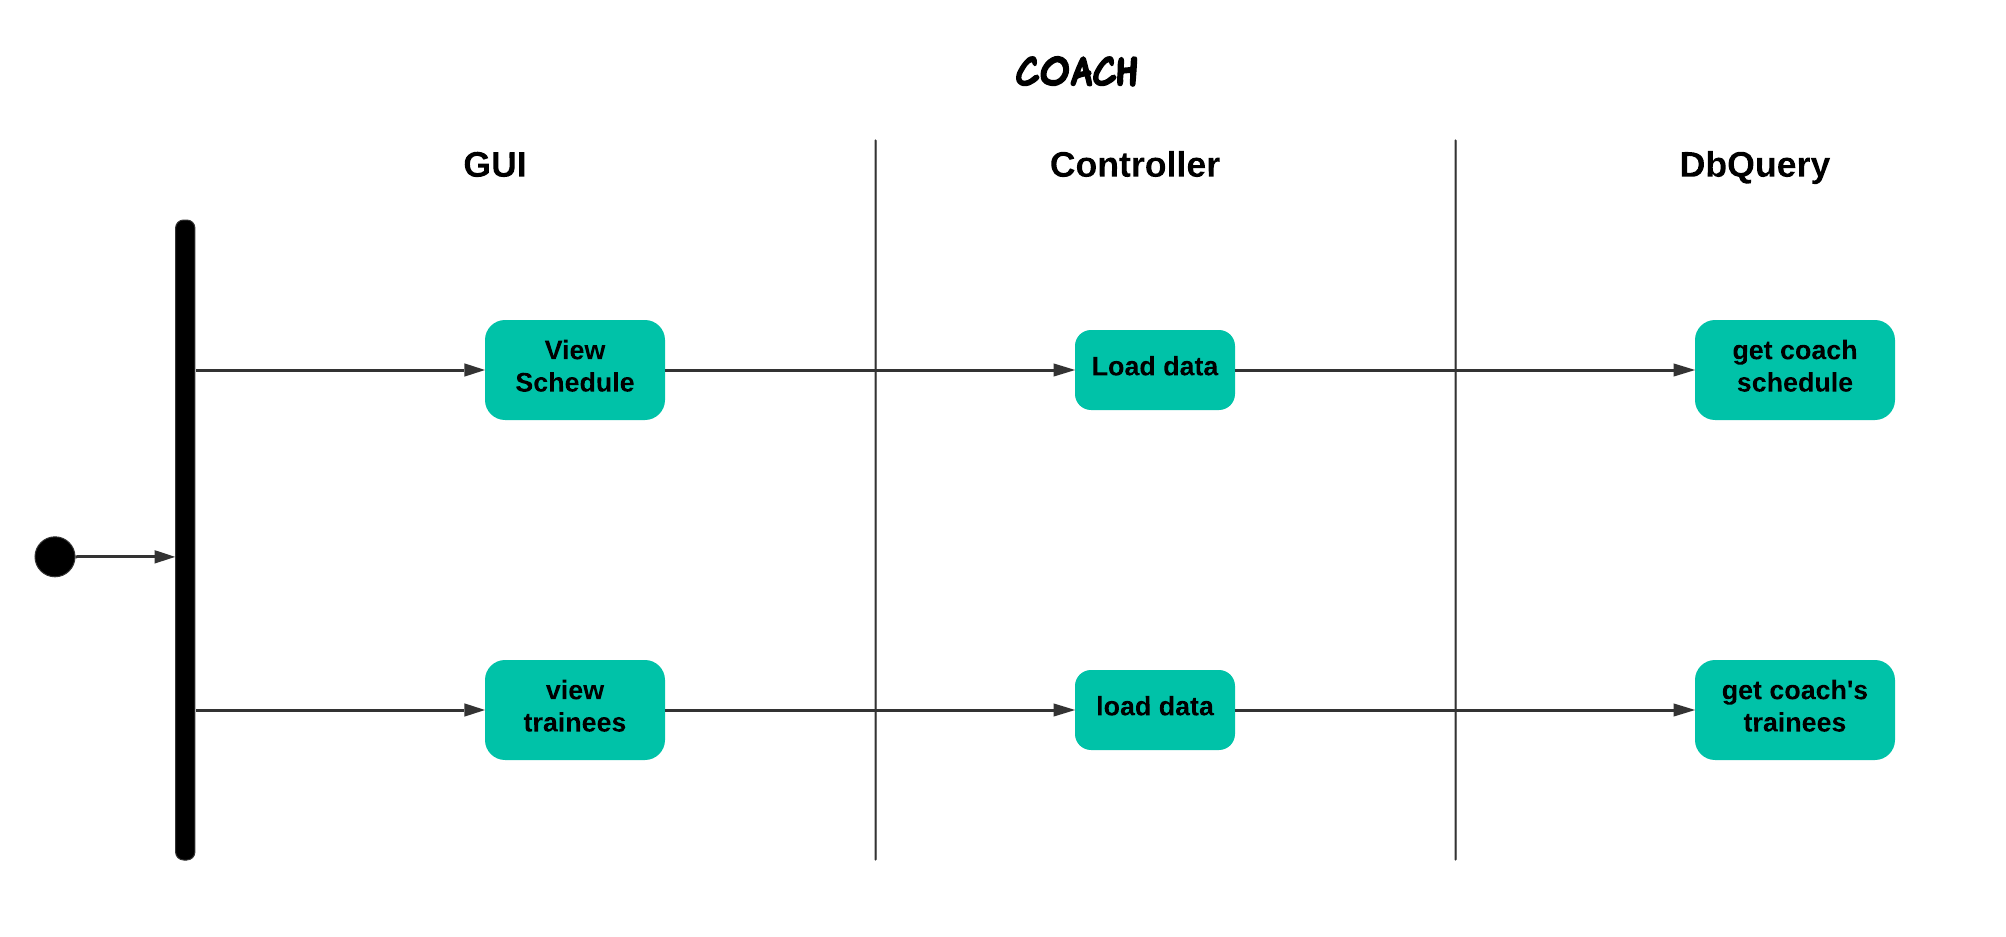 COACH
GUI
Controller
DbQuery
View
Schedule
Load data
get coach
schedule
view
trainees
load data
get coach's
trainees